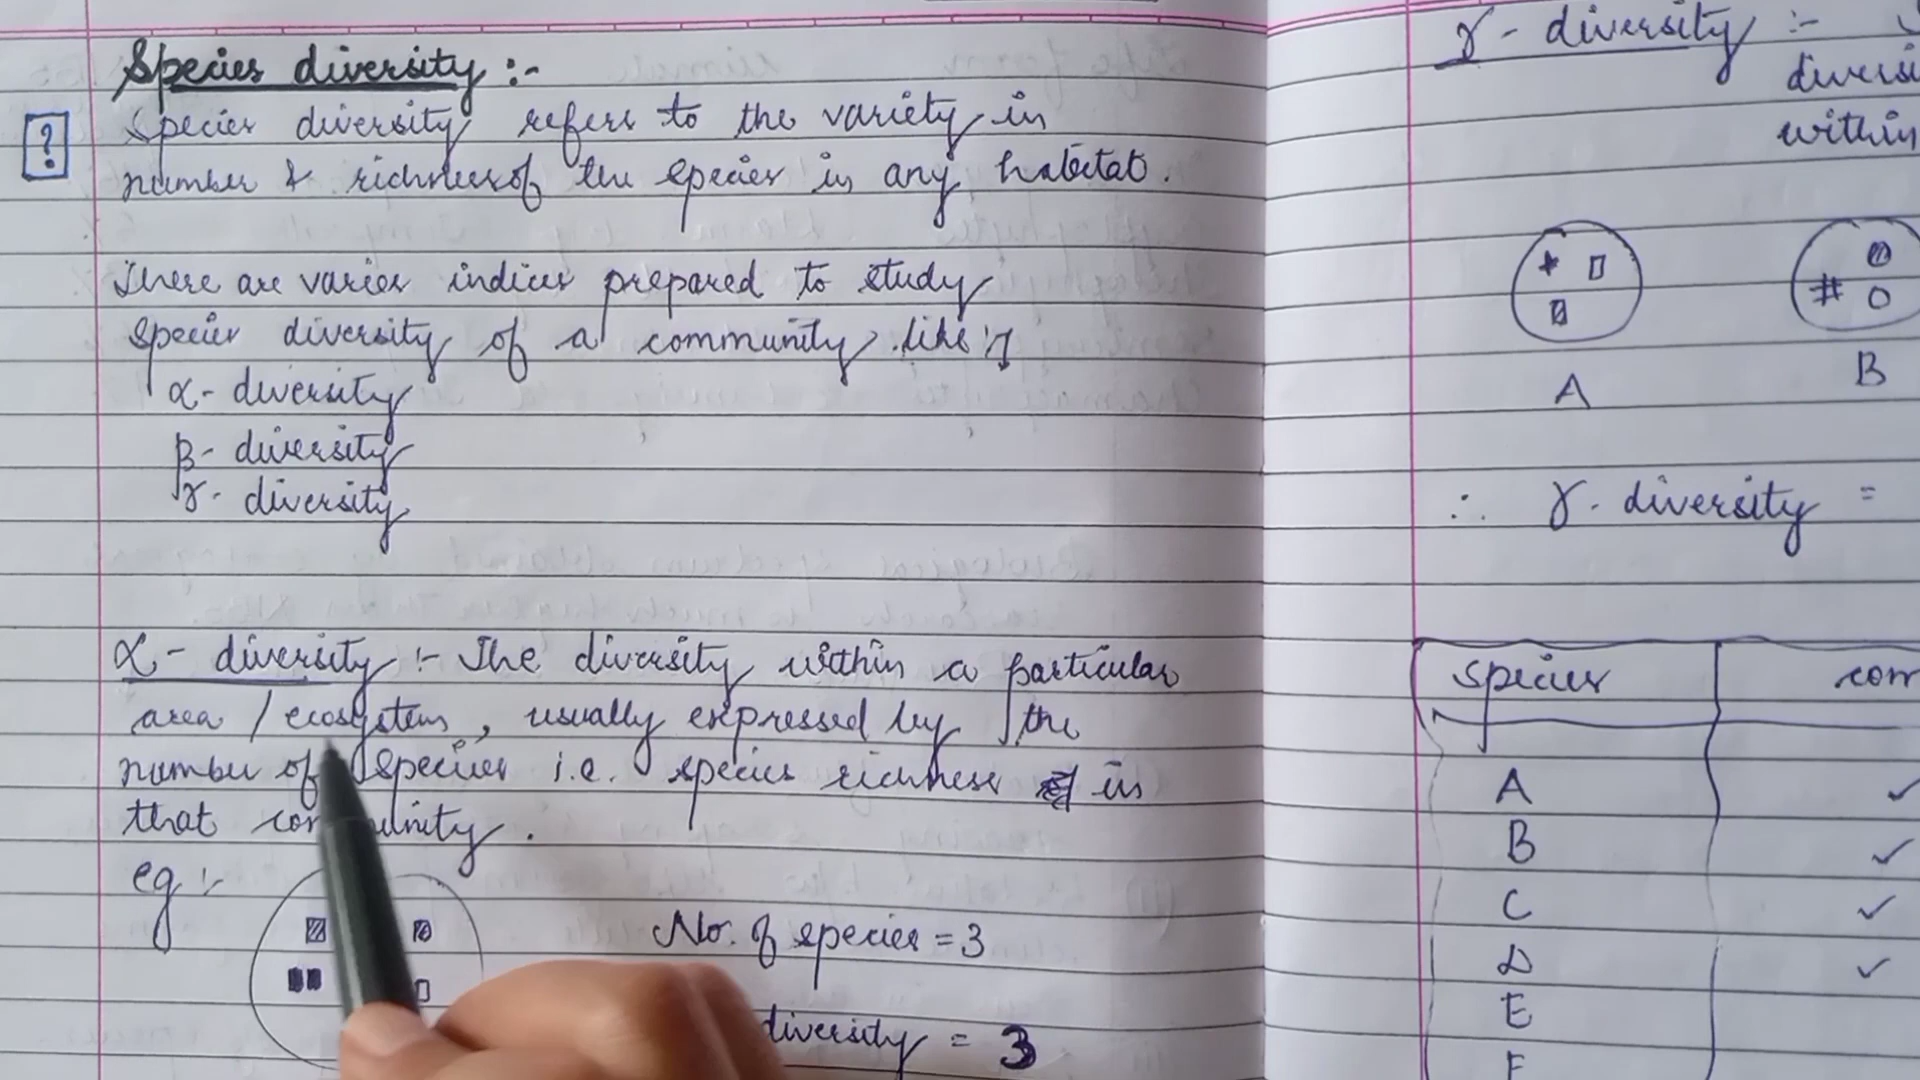 Species diversity :-
?
Species diversity refers to the variety in
number & richness of the species in any habitat.
There are varies indices prepared to study
species diversity of a community. like
α- diversity
β- diversity
γ- diversity
α- diversity :- The diversity within a particular
area / ecosystem, usually expressed by the
number of species i.e. species richness in
that community.
eg :-
No. of species = 3
diversity = 3
γ- diversity :-
within
A
B
∴ γ- diversity =
species
A
B
C
D
E
F